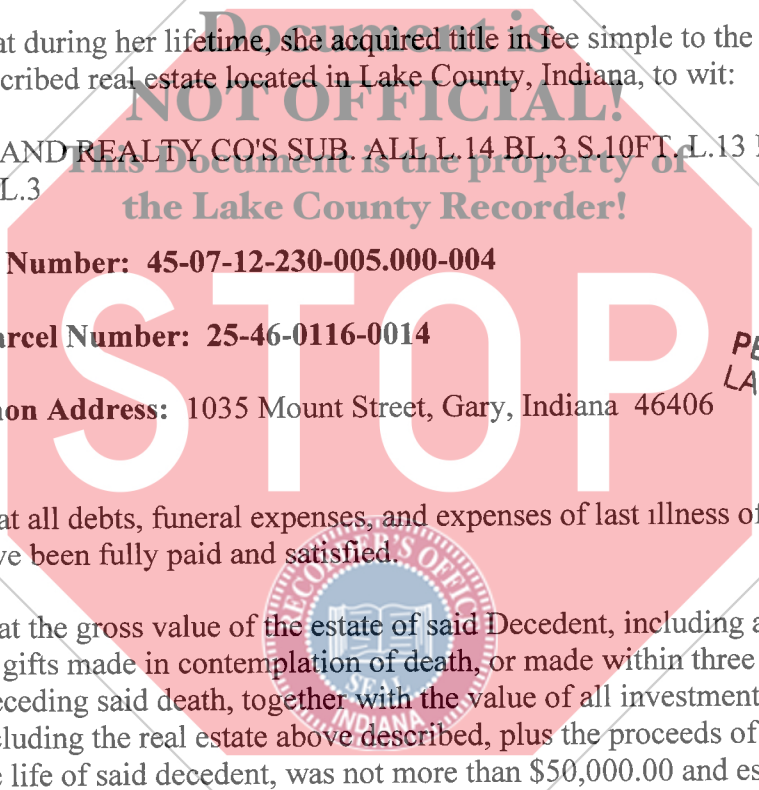 Document is
at during her lifetime, she acquired title in fee simple to the
cribed real estate located in Lake County, Indiana, to wit:
NOT OFFICIAL!
AND REALTY CO'S SUB. ALL L.14 BL.3 S.10FT. L.13
This Document is the property of
L.3
the Lake County Recorder!
Number: 45-07-12-230-005.000-004
STOP
arcel Number: 25-46-0116-0014
PE
LA
on Address: 1035 Mount Street, Gary, Indiana 46406
at all debts, funeral expenses, and expenses of last illness of
ve been fully paid and satisfied.
RECORDER'S OFFICE
at the gross value of the estate of said Decedent, including a
gifts made in contemplation of death, or made within three
SEAL
eceding said death, together with the value of all investment
INDIANA
cluding the real estate above described, plus the proceeds of
e life of said decedent, was not more than $50,000.00 and es